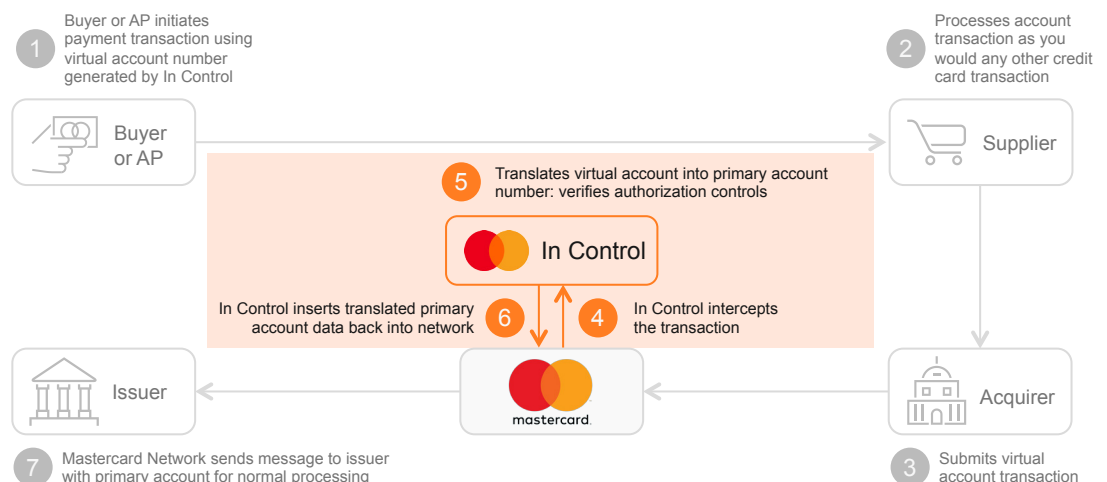 1
Buyer or AP initiates
payment transaction using
virtual account number
generated by In Control
2
Processes account
transaction as you
would any other credit
card transaction
Buyer
or AP
Supplier
5
Translates virtual account into primary account
number: verifies authorization controls
In Control
In Control inserts translated primary
account data back into network
6
4
In Control intercepts
the transaction
Issuer
mastercard.
Acquirer
7
Mastercard Network sends message to issuer
with primary account for normal processing
3
Submits virtual
account transaction